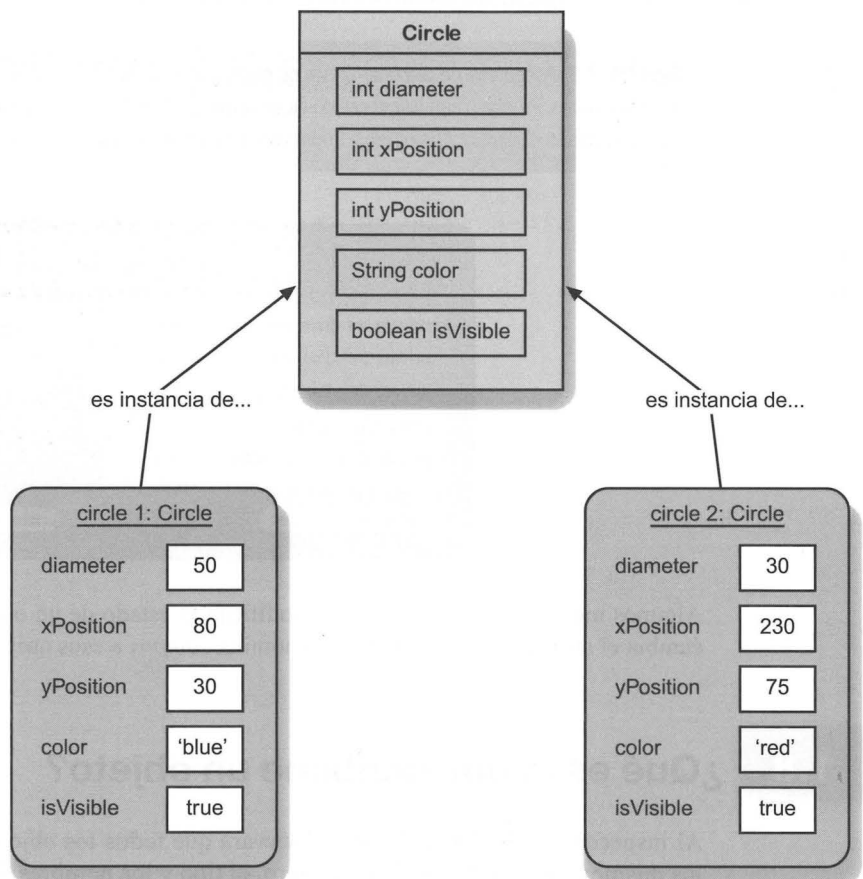 Circle
int diameter
int xPosition
int yPosition
String color
boolean isVisible
es instancia de...
es instancia de...
circle 1: Circle
diameter 50
xPosition 80
yPosition 30
color ‘blue’
isVisible true
circle 2: Circle
diameter 30
xPosition 230
yPosition 75
color ‘red’
isVisible true